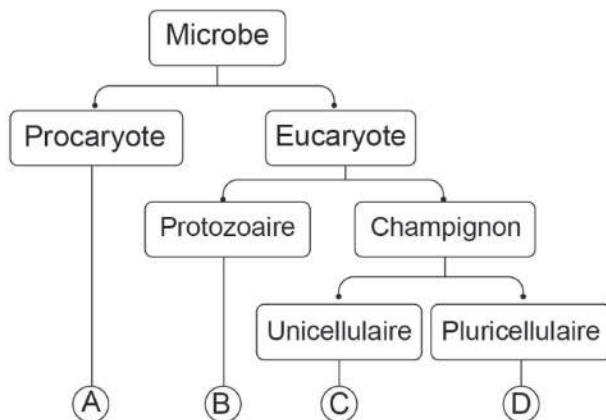 Microbe
Procaryote
Eucaryote
Protozoaire
Champignon
Unicellulaire
Pluricellulaire
A
B
C
D